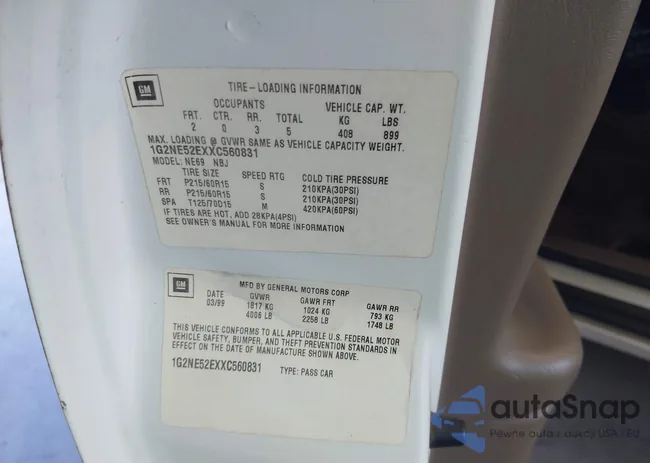 GM
TIRE-LOADING INFORMATION
OCCUPANTS VEHICLE CAP. WT.
FRT. CTR. RR. TOTAL KG LBS
2 0 3 5 408 899
MAX. LOADING @ GVWR SAME AS VEHICLE CAPACITY WEIGHT.
1G2NE52EXXC560831
MODEL: NE69 NBJ
TIRE SIZE SPEED RTG COLD TIRE PRESSURE
FRT P215/60R15 S 210KPA(30PSI)
RR P215/60R15 S 210KPA(30PSI)
SPA T125/70D15 M 420KPA(60PSI)
IF TIRES ARE HOT, ADD 28KPA(4PSI)
SEE OWNER'S MANUAL FOR MORE INFORMATION
GM
MFD BY GENERAL MOTORS CORP
DATE GVWR GAWR FRT GAWR RR
03/99 1817 KG 1024 KG 793 KG
4006 LB 2258 LB 1748 LB
THIS VEHICLE CONFORMS TO ALL APPLICABLE U.S. FEDERAL MOTOR
VEHICLE SAFETY, BUMPER, AND THEFT PREVENTION STANDARDS IN
EFFECT ON THE DATE OF MANUFACTURE SHOWN ABOVE.
1G2NE52EXXC560831 TYPE: PASS CAR
autaSnap
Pewne auta z aukcji USA - EU